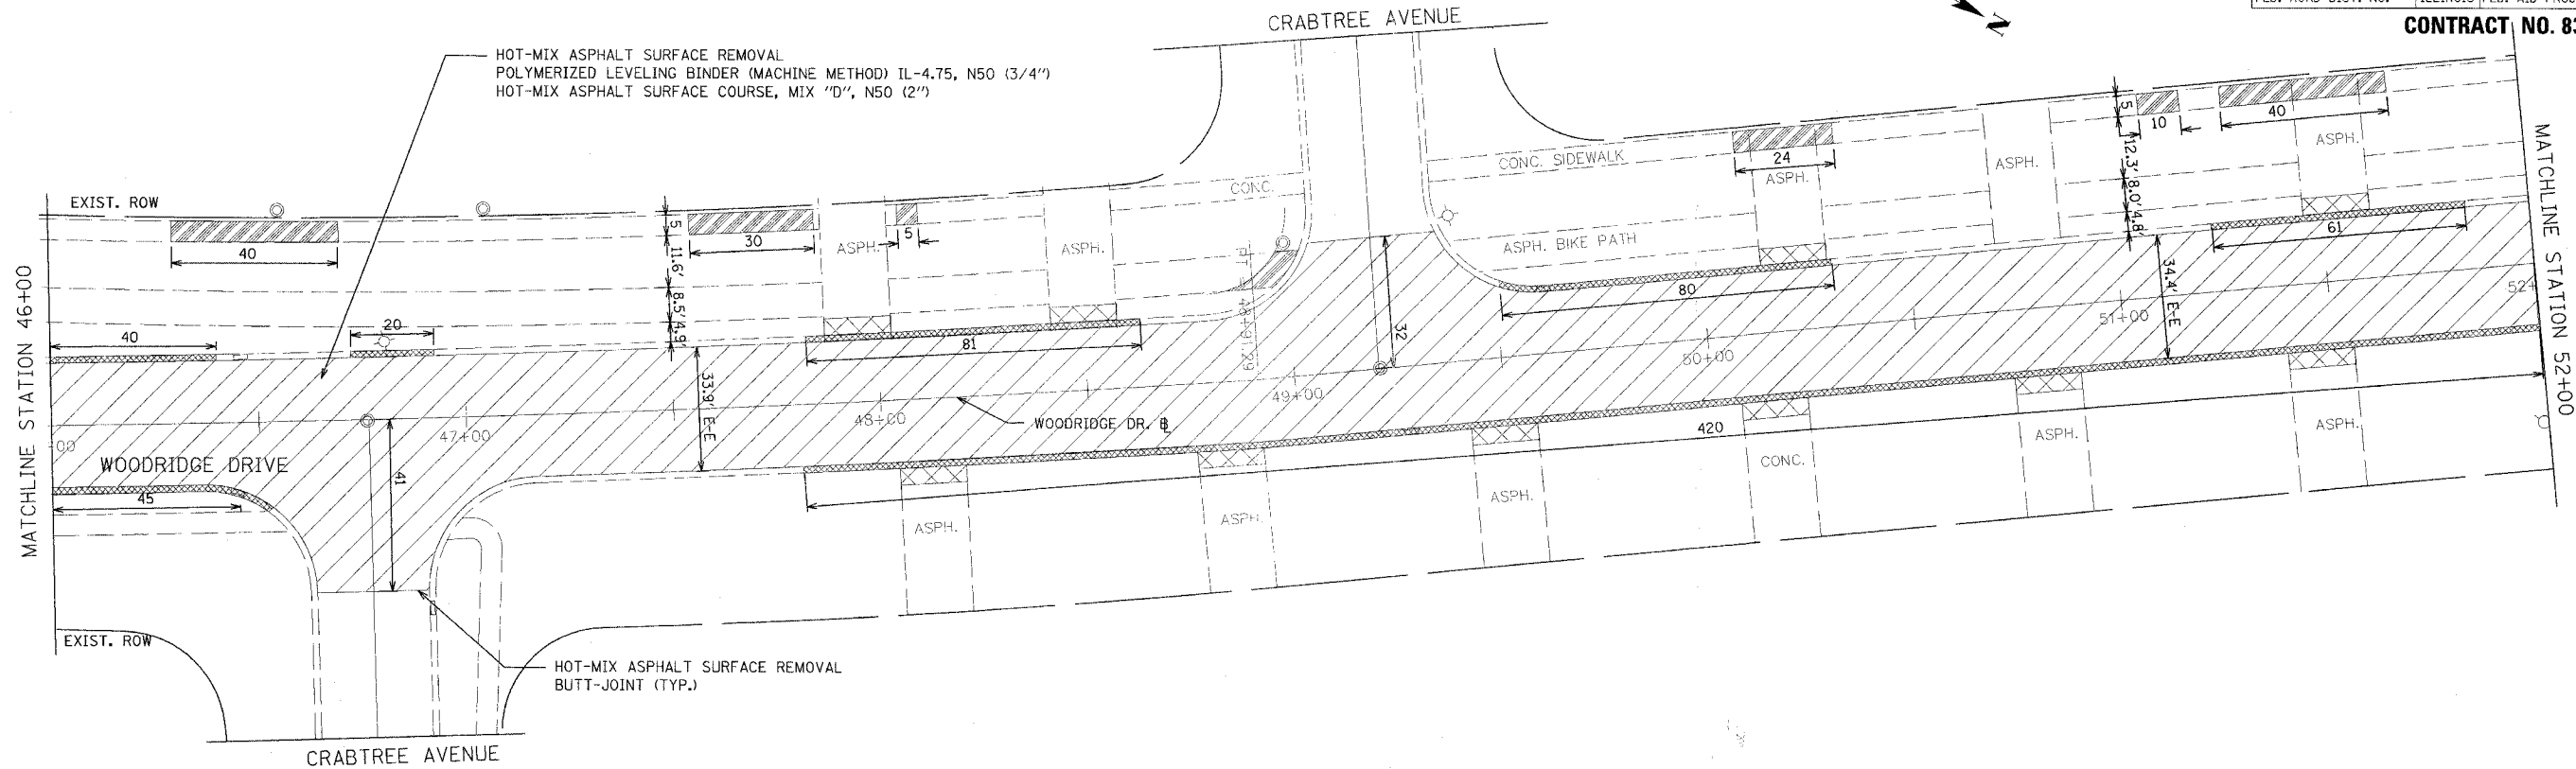 CONTRACT NO. 83
CRABTREE AVENUE
N
HOT-MIX ASPHALT SURFACE REMOVAL
POLYMERIZED LEVELING BINDER (MACHINE METHOD) IL-4.75, N50 (3/4")
HOT-MIX ASPHALT SURFACE COURSE, MIX "D", N50 (2")
EXIST. ROW
40
30
5
5
11.6'
8.5'
4.9'
ASPH.
ASPH.
CONC.
CONC. SIDEWALK
ASPH. BIKE PATH
24
ASPH.
ASPH.
5
10
40
12.3'
8.0'
4.8'
ASPH.
61
MATCHLINE STATION 46+00
MATCHLINE STATION 52+00
40
20
81
80
32
33.9' E-E
34.4' E-E
00
47+00
48+00
49+00
50+00
51+00
52+
WOODRIDGE DR. BL
WOODRIDGE DRIVE
45
41
420
ASPH.
ASPH.
ASPH.
CONC.
ASPH.
ASPH.
EXIST. ROW
HOT-MIX ASPHALT SURFACE REMOVAL
BUTT-JOINT (TYP.)
CRABTREE AVENUE